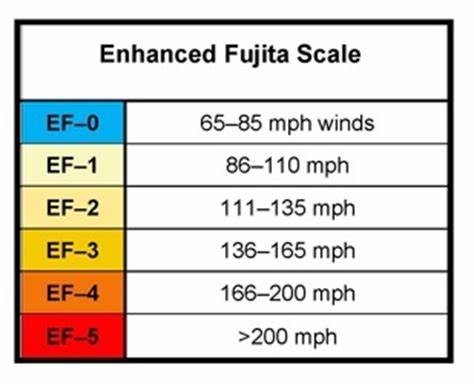 Enhanced Fujita Scale
EF–0 65–85 mph winds
EF–1 86–110 mph
EF–2 111–135 mph
EF–3 136–165 mph
EF–4 166–200 mph
EF–5 >200 mph